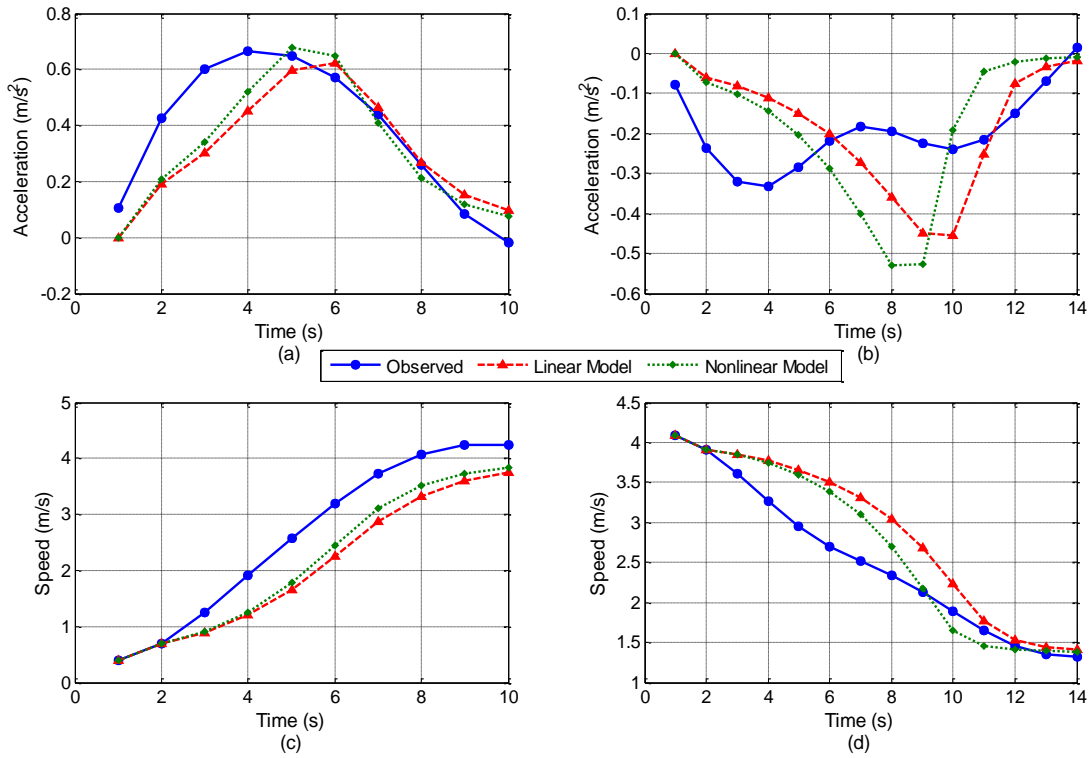 0.8
0.6
0.4
0.2
0
-0.2
Acceleration (m/s²)
0 2 4 6 8 10
Time (s)
(a)
0.1
0
-0.1
-0.2
-0.3
-0.4
-0.5
-0.6
Acceleration (m/s²)
0 2 4 6 8 10 12 14
Time (s)
(b)
Observed Linear Model Nonlinear Model
5
4
3
2
1
0
Speed (m/s)
0 2 4 6 8 10
Time (s)
(c)
4.5
4
3.5
3
2.5
2
1.5
1
Speed (m/s)
0 2 4 6 8 10 12 14
Time (s)
(d)